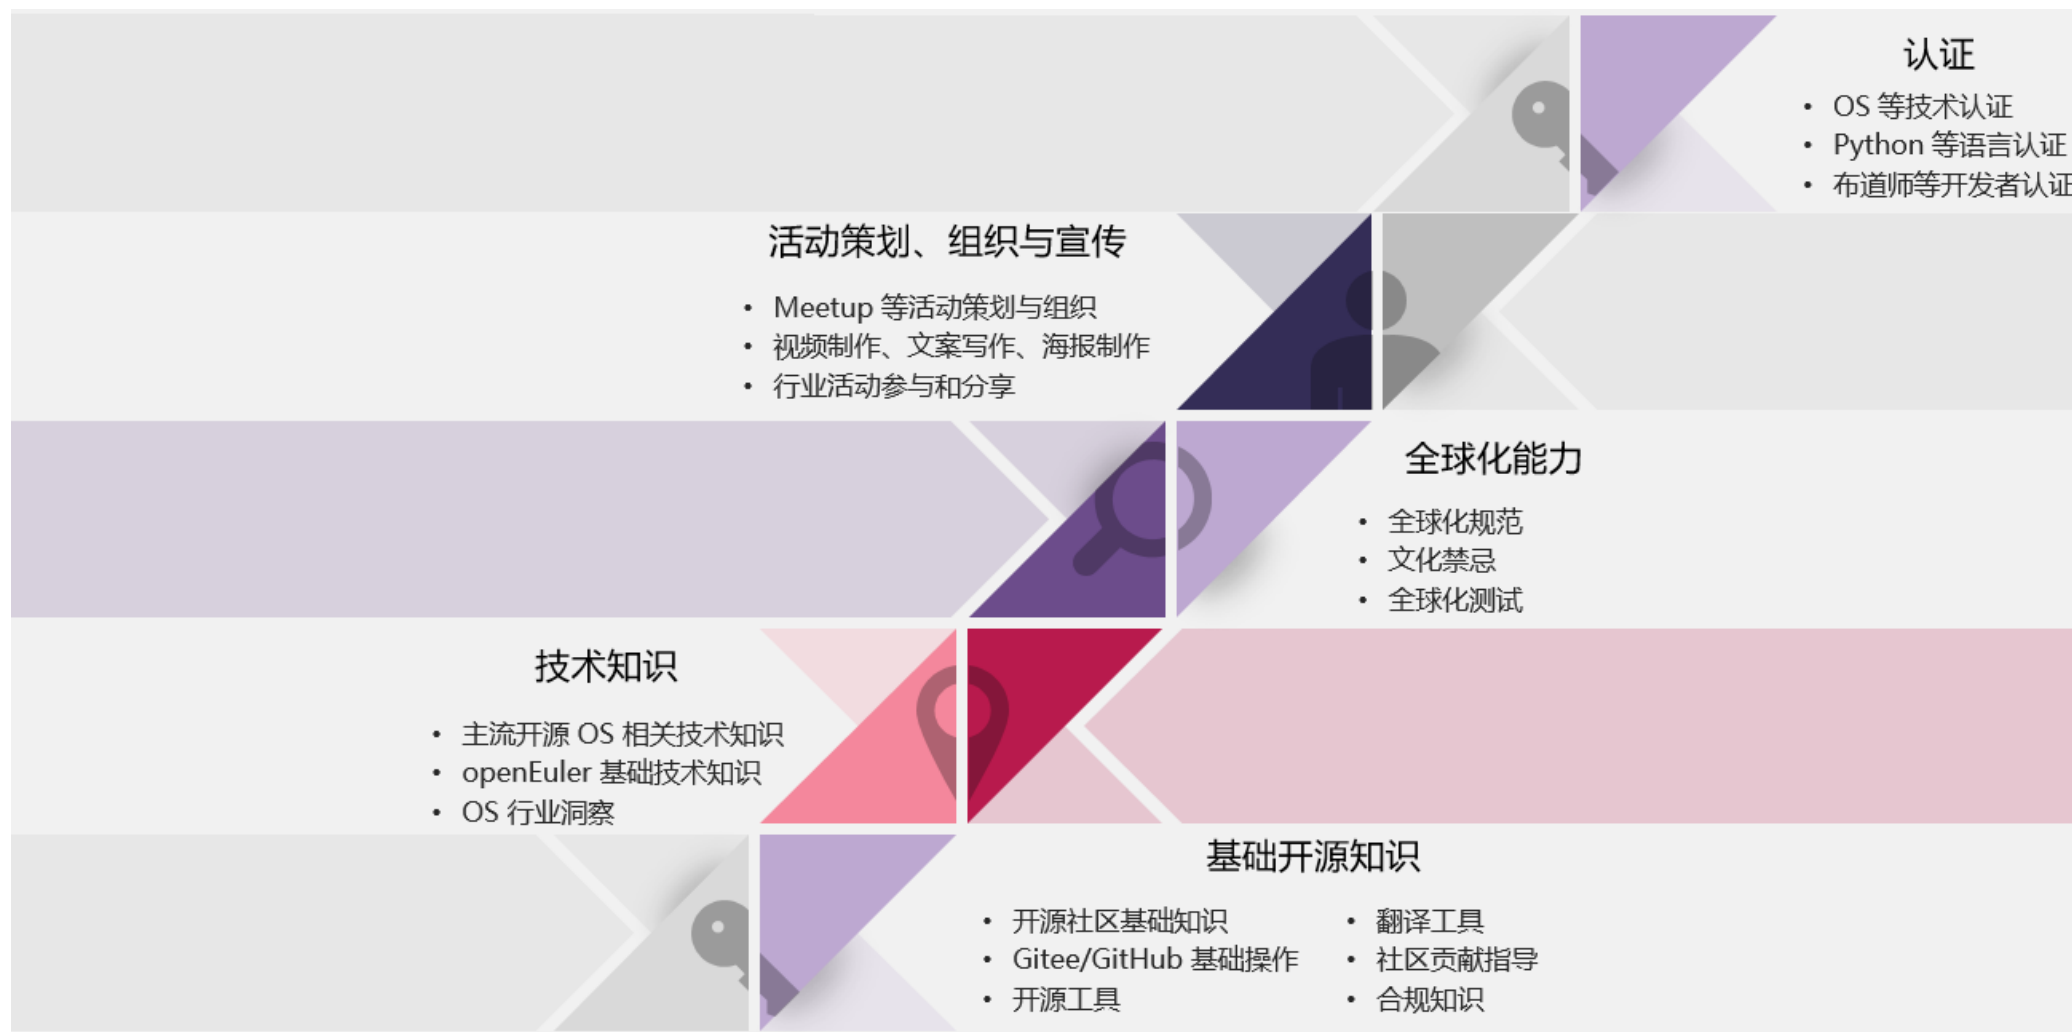 认证
• OS 等技术认证
• Python 等语言认证
• 布道师等开发者认证
活动策划、组织与宣传
• Meetup 等活动策划与组织
• 视频制作、文案写作、海报制作
• 行业活动参与和分享
全球化能力
• 全球化规范
• 文化禁忌
• 全球化测试
技术知识
• 主流开源 OS 相关技术知识
• openEuler 基础技术知识
• OS 行业洞察
基础开源知识
• 开源社区基础知识
• Gitee/GitHub 基础操作
• 开源工具
• 翻译工具
• 社区贡献指导
• 合规知识